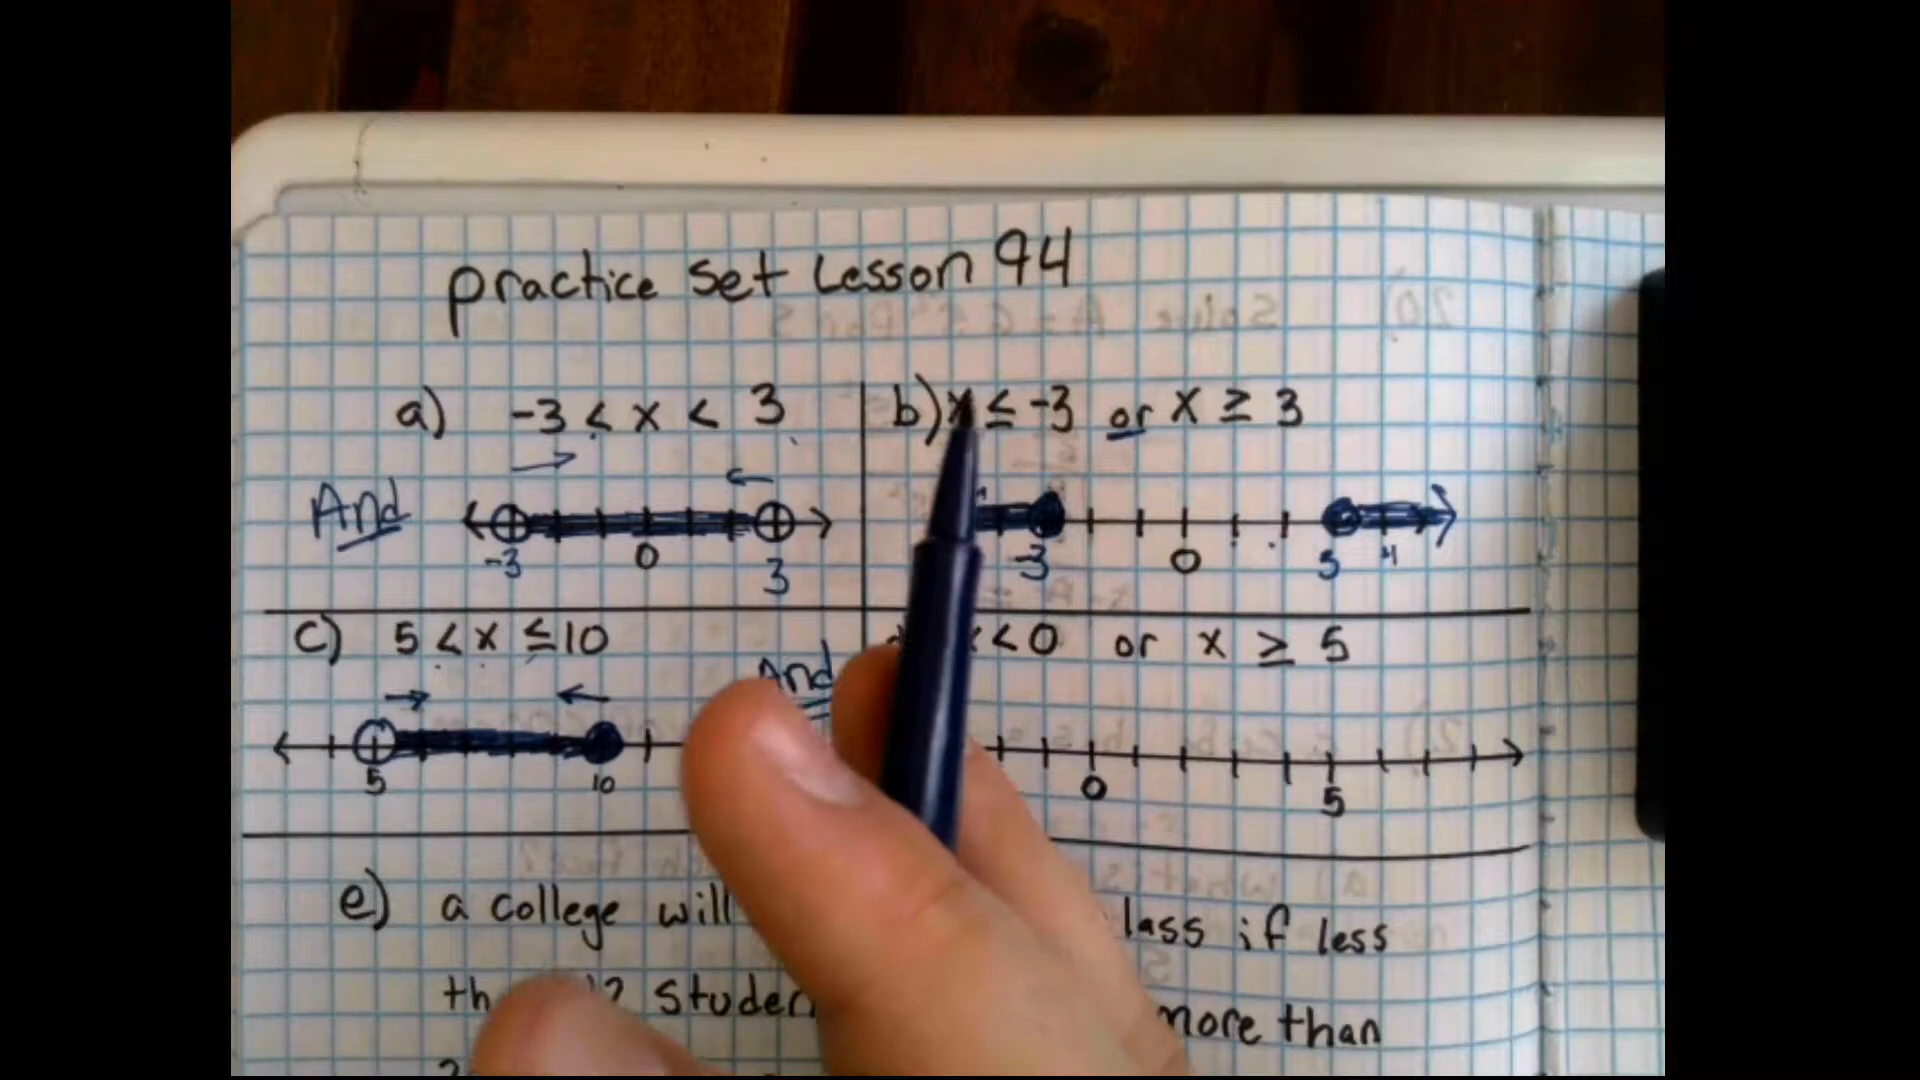 practice set Lesson 94
a) -3 < x < 3
b) x ≤ -3 or x ≥ 3
And
-3 0 3
-3 0 3 4
c) 5 < x ≤ 10
And
< 0 or x ≥ 5
5 10
0 5
e) a college will lass if less
12 studen more than